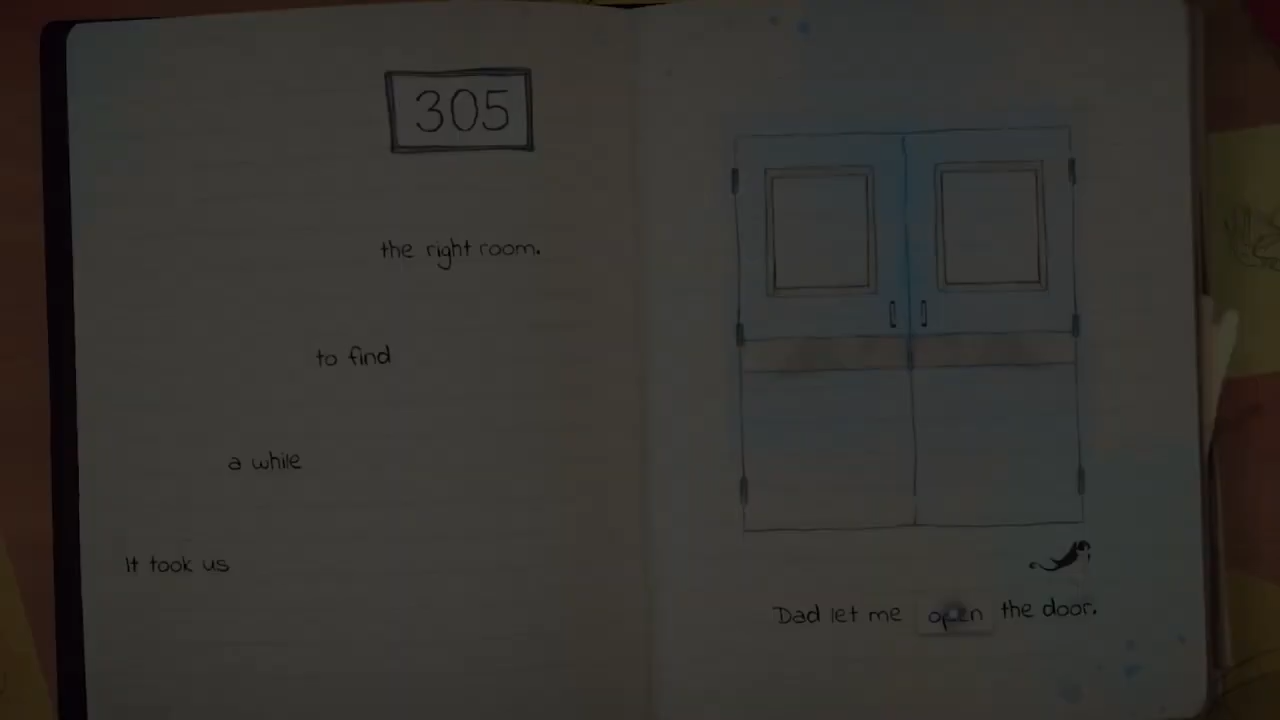 305
the right room.
to find
a while
It took us
Dad let me open the door.